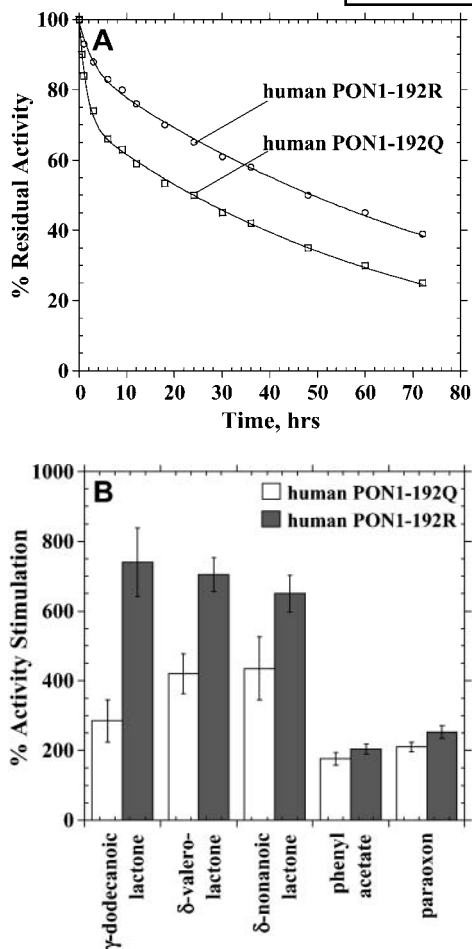 A
100
80
60
40
20
0
% Residual Activity
human PON1-192R
human PON1-192Q
0 10 20 30 40 50 60 70 80
Time, hrs
B
1000
800
600
400
200
0
% Activity Stimulation
human PON1-192Q
human PON1-192R
γ-dodecanoic
lactone
δ-valero-
lactone
δ-nonanoic
lactone
phenyl
acetate
paraoxon